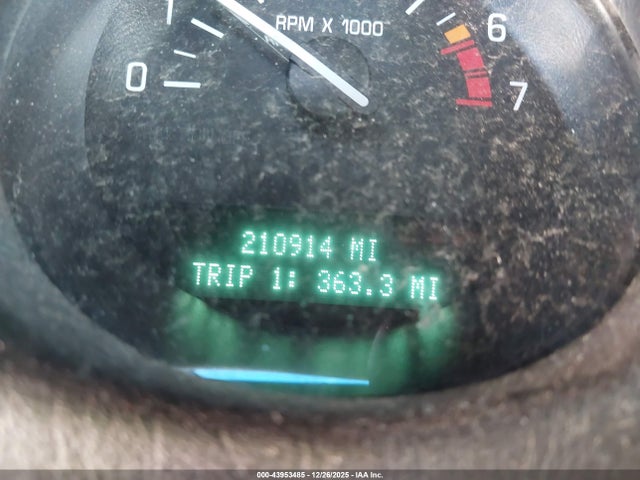 1
RPM X 1000
6
0
7
210914 MI
TRIP 1: 363.3 MI
000-43953485 - 12/26/2025 - IAA Inc.